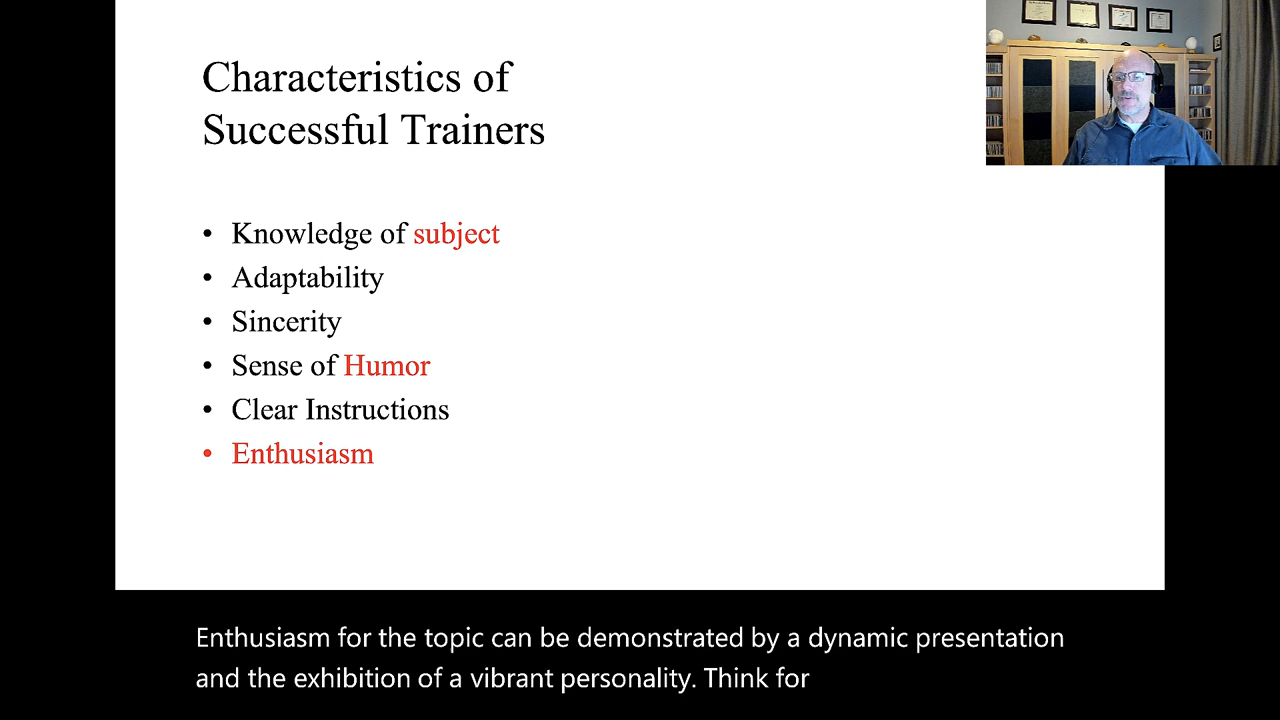 Characteristics of
Successful Trainers
• Knowledge of subject
• Adaptability
• Sincerity
• Sense of Humor
• Clear Instructions
• Enthusiasm
Enthusiasm for the topic can be demonstrated by a dynamic presentation
and the exhibition of a vibrant personality. Think for